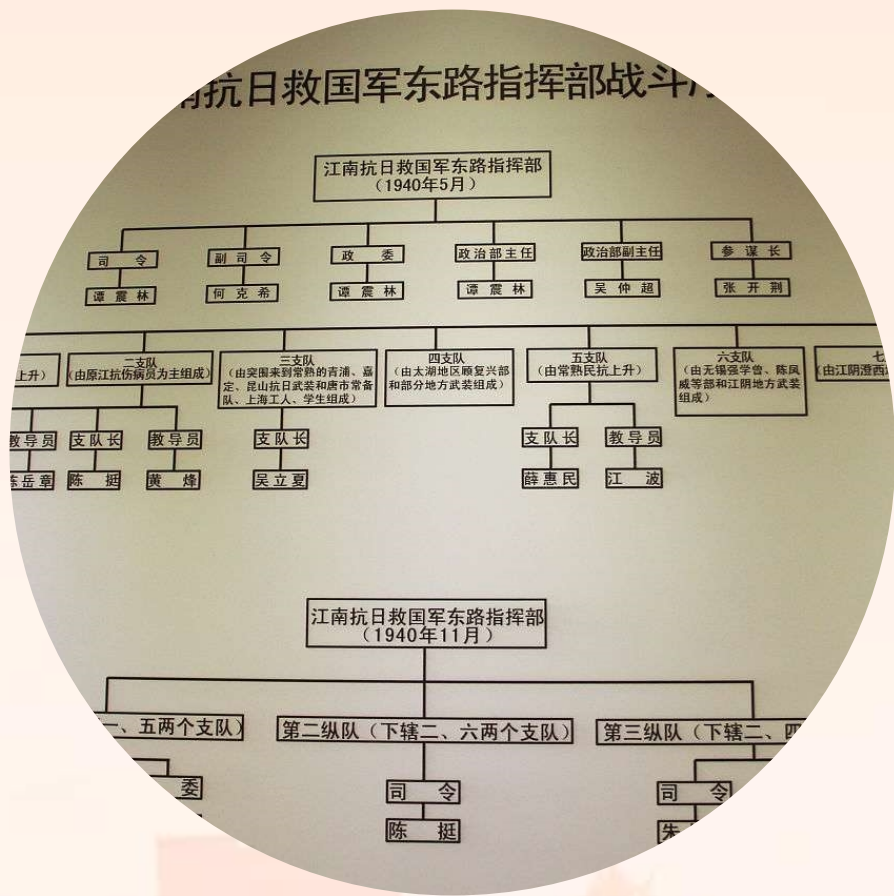 南抗日救国军东路指挥部战斗
江南抗日救国军东路指挥部
（1940年5月）
司 令 副 司 令 政 委 政治部主任 政治部副主任 参 谋 长
谭 震 林 何 克 希 谭 震 林 谭 震 林 吴 仲 超 张 开 荆
上升）
二支队
（由原江抗伤病员为主组成）
三支队
（由突围来到常熟的青浦、嘉
定、昆山抗日武装和唐市常备
队、上海工人、学生组成）
四支队
（由太湖地区顾复兴部
和部分地方武装组成）
五支队
（由常熟民抗上升）
六支队
（由无锡强学曾、陈凤
威等部和江阴地方武装
组成）
七
（由江阴澄西
教 导 员 支 队 长 教 导 员 支 队 长 支 队 长 教 导 员
岳 章 陈 挺 黄 烽 吴 立 夏 薛 惠 民 江 波
江南抗日救国军东路指挥部
（1940年11月）
一、五两个支队） 第二纵队（下辖二、六两个支队） 第三纵队（下辖二、四
委 司 令 司 令
陈 挺 朱